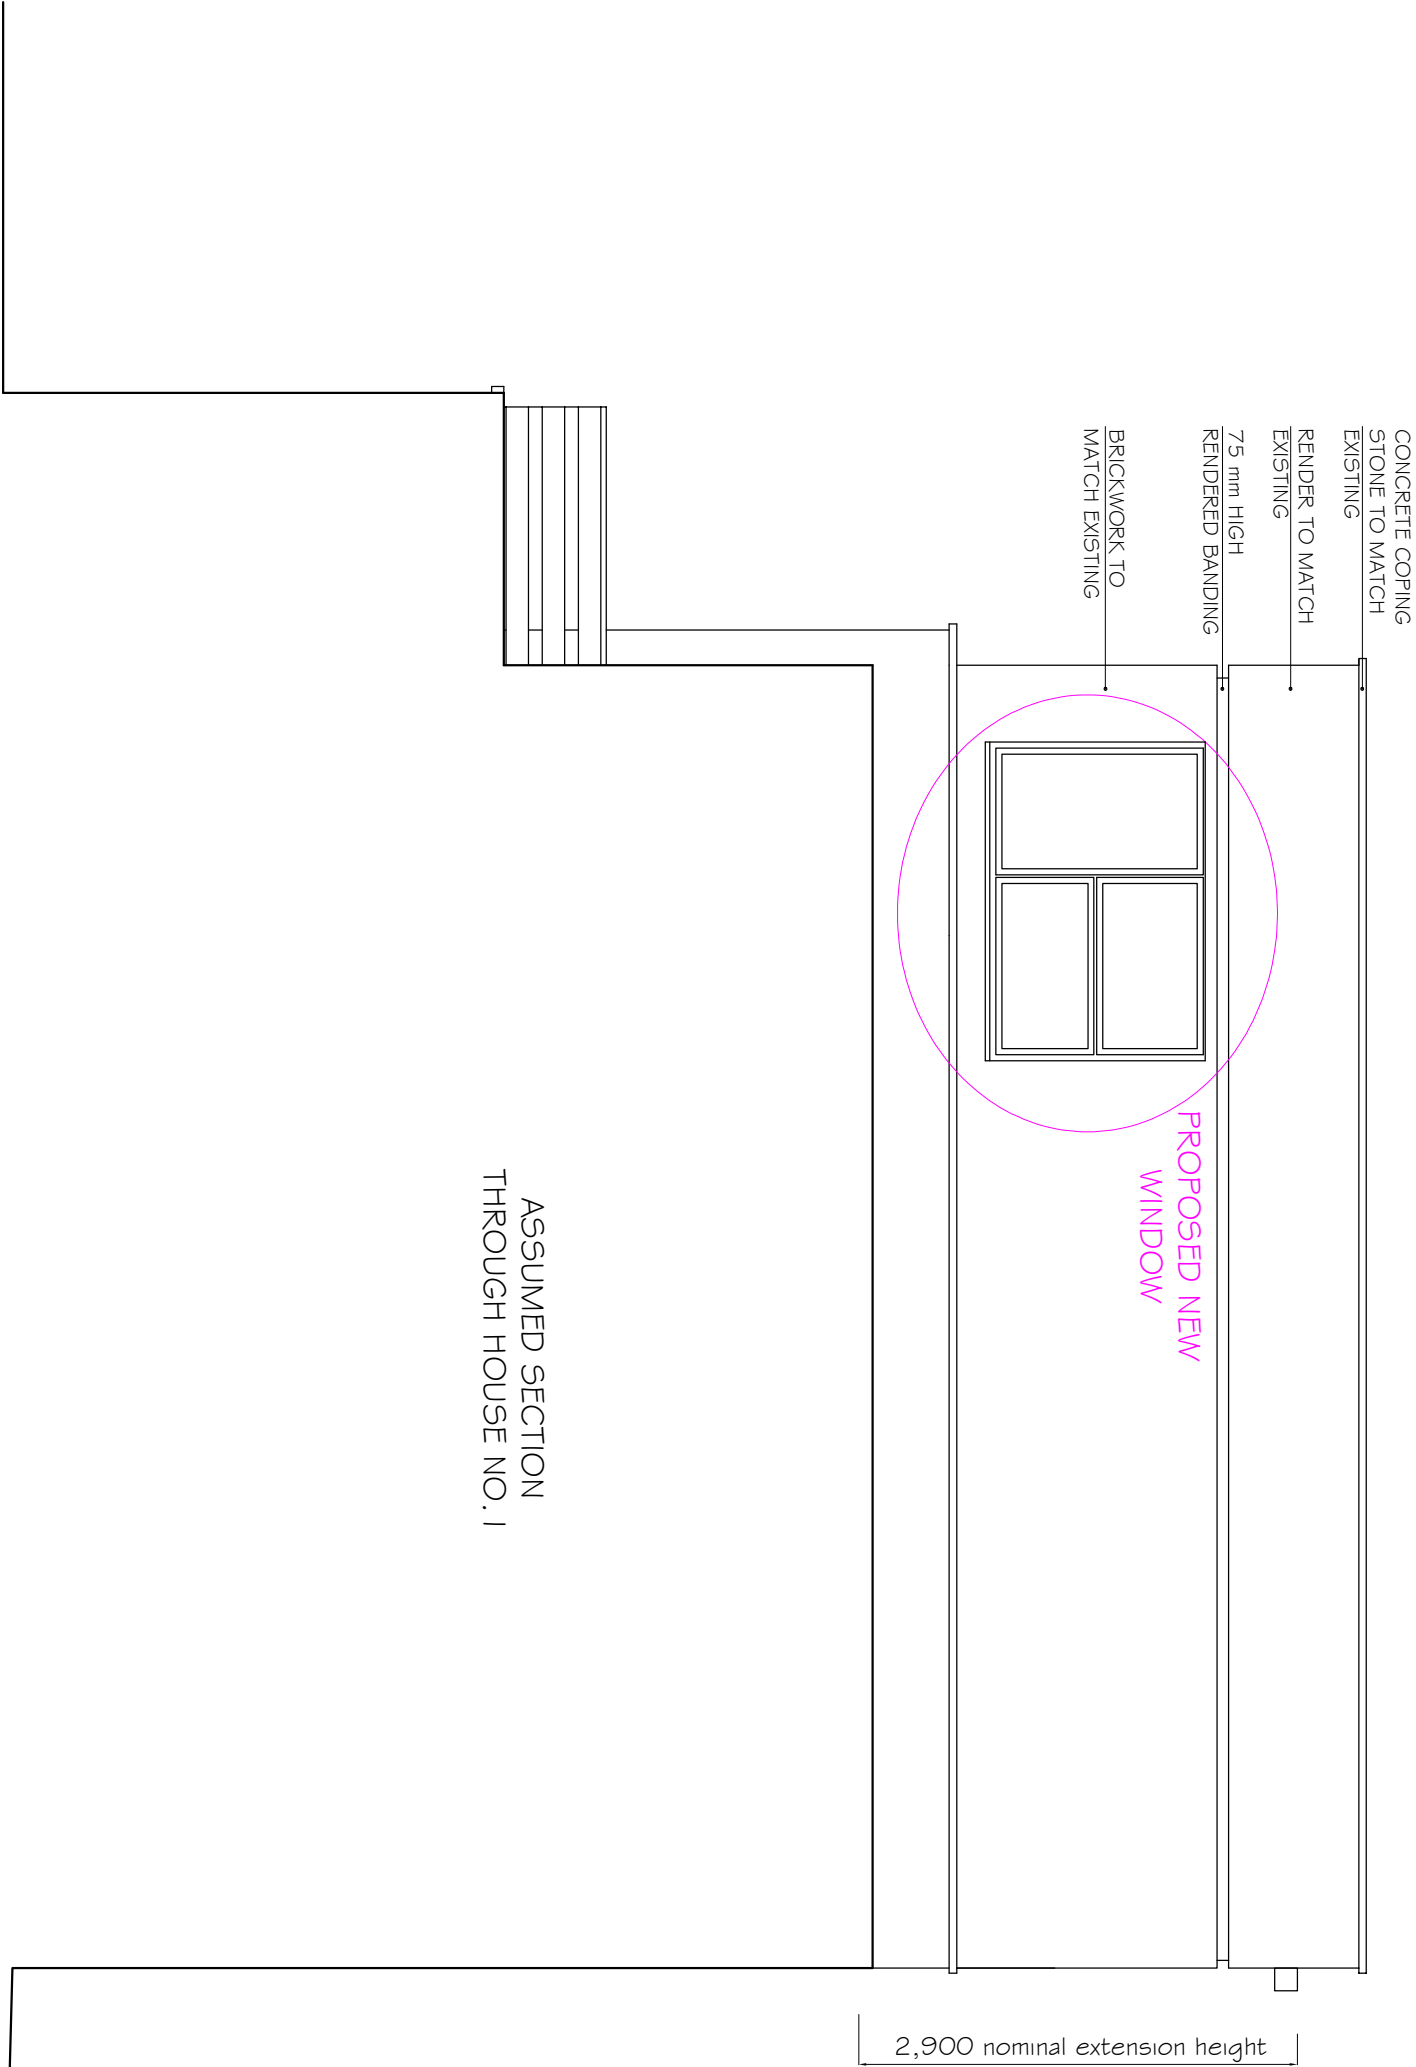 CONCRETE COPING
STONE TO MATCH
EXISTING
RENDER TO MATCH
EXISTING
75 mm HIGH
RENDERED BANDING
BRICKWORK TO
MATCH EXISTING
PROPOSED NEW
WINDOW
ASSUMED SECTION
THROUGH HOUSE NO.1
2,900 nominal extension height